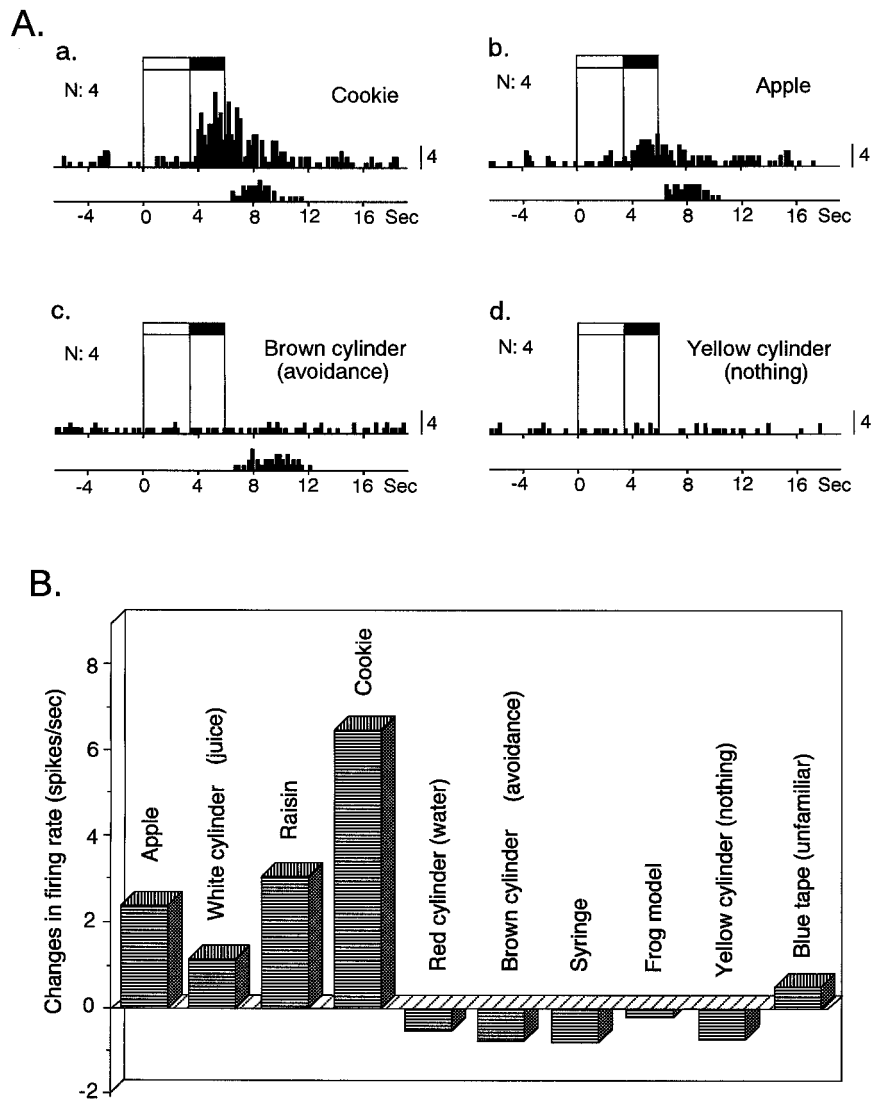 A.
a.
N: 4
Cookie
4
-4 0 4 8 12 16 Sec
b.
N: 4
Apple
4
-4 0 4 8 12 16 Sec
c.
N: 4
Brown cylinder
(avoidance)
4
-4 0 4 8 12 16 Sec
d.
N: 4
Yellow cylinder
(nothing)
4
-4 0 4 8 12 16 Sec
B.
Changes in firing rate (spikes/sec)
8
6
4
2
0
-2
Apple
White cylinder (juice)
Raisin
Cookie
Red cylinder (water)
Brown cylinder (avoidance)
Syringe
Frog model
Yellow cylinder (nothing)
Blue tape (unfamiliar)